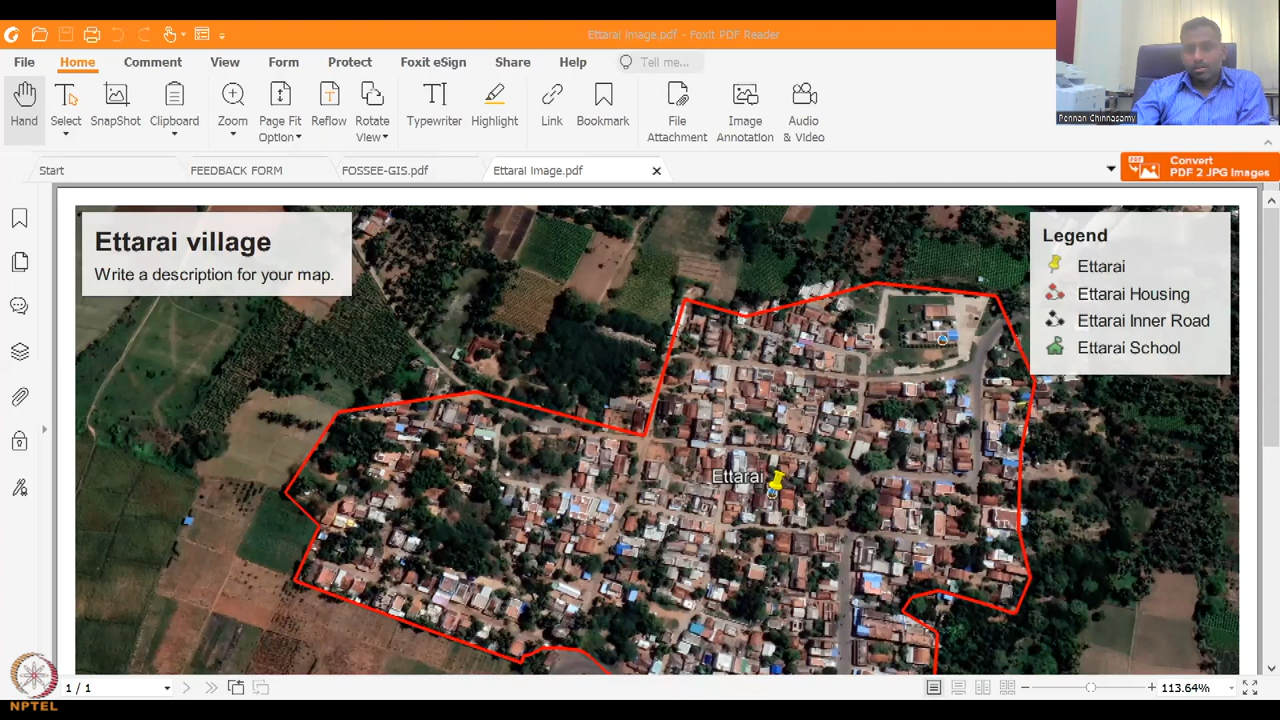 Ettarai Image.pdf - Foxit PDF Reader
File Home Comment View Form Protect Foxit eSign Share Help Tell me...
Hand Select SnapShot Clipboard Zoom Page Fit Option Reflow Rotate View Typewriter Highlight Link Bookmark File Attachment Image Annotation Audio & Video
Pennan Chinnasamy
Start FEEDBACK FORM FOSSEE-GIS.pdf Ettarai Image.pdf
PDF
Convert
PDF 2 JPG Images
Ettarai village
Write a description for your map.
Legend
Ettarai
Ettarai Housing
Ettarai Inner Road
Ettarai School
Ettarai
1 / 1
113.64%
NPTEL